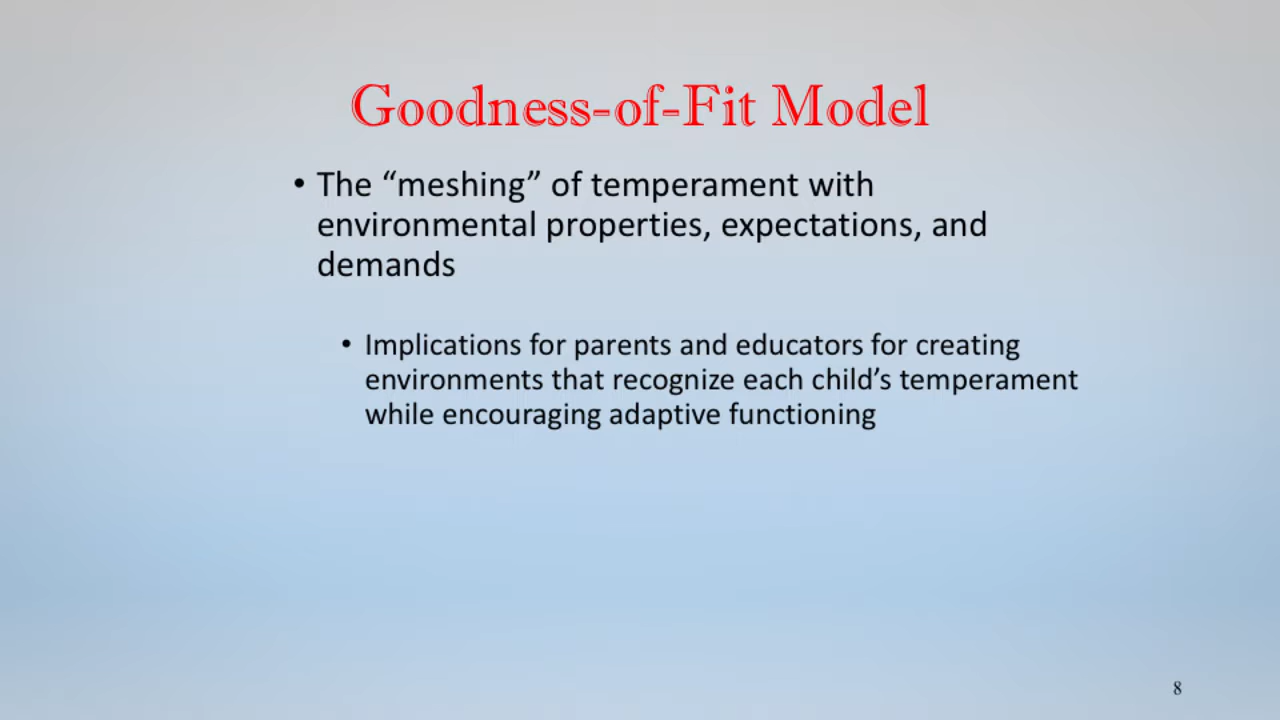 Goodness-of-Fit Model
• The “meshing” of temperament with
environmental properties, expectations, and
demands
• Implications for parents and educators for creating
environments that recognize each child’s temperament
while encouraging adaptive functioning
8